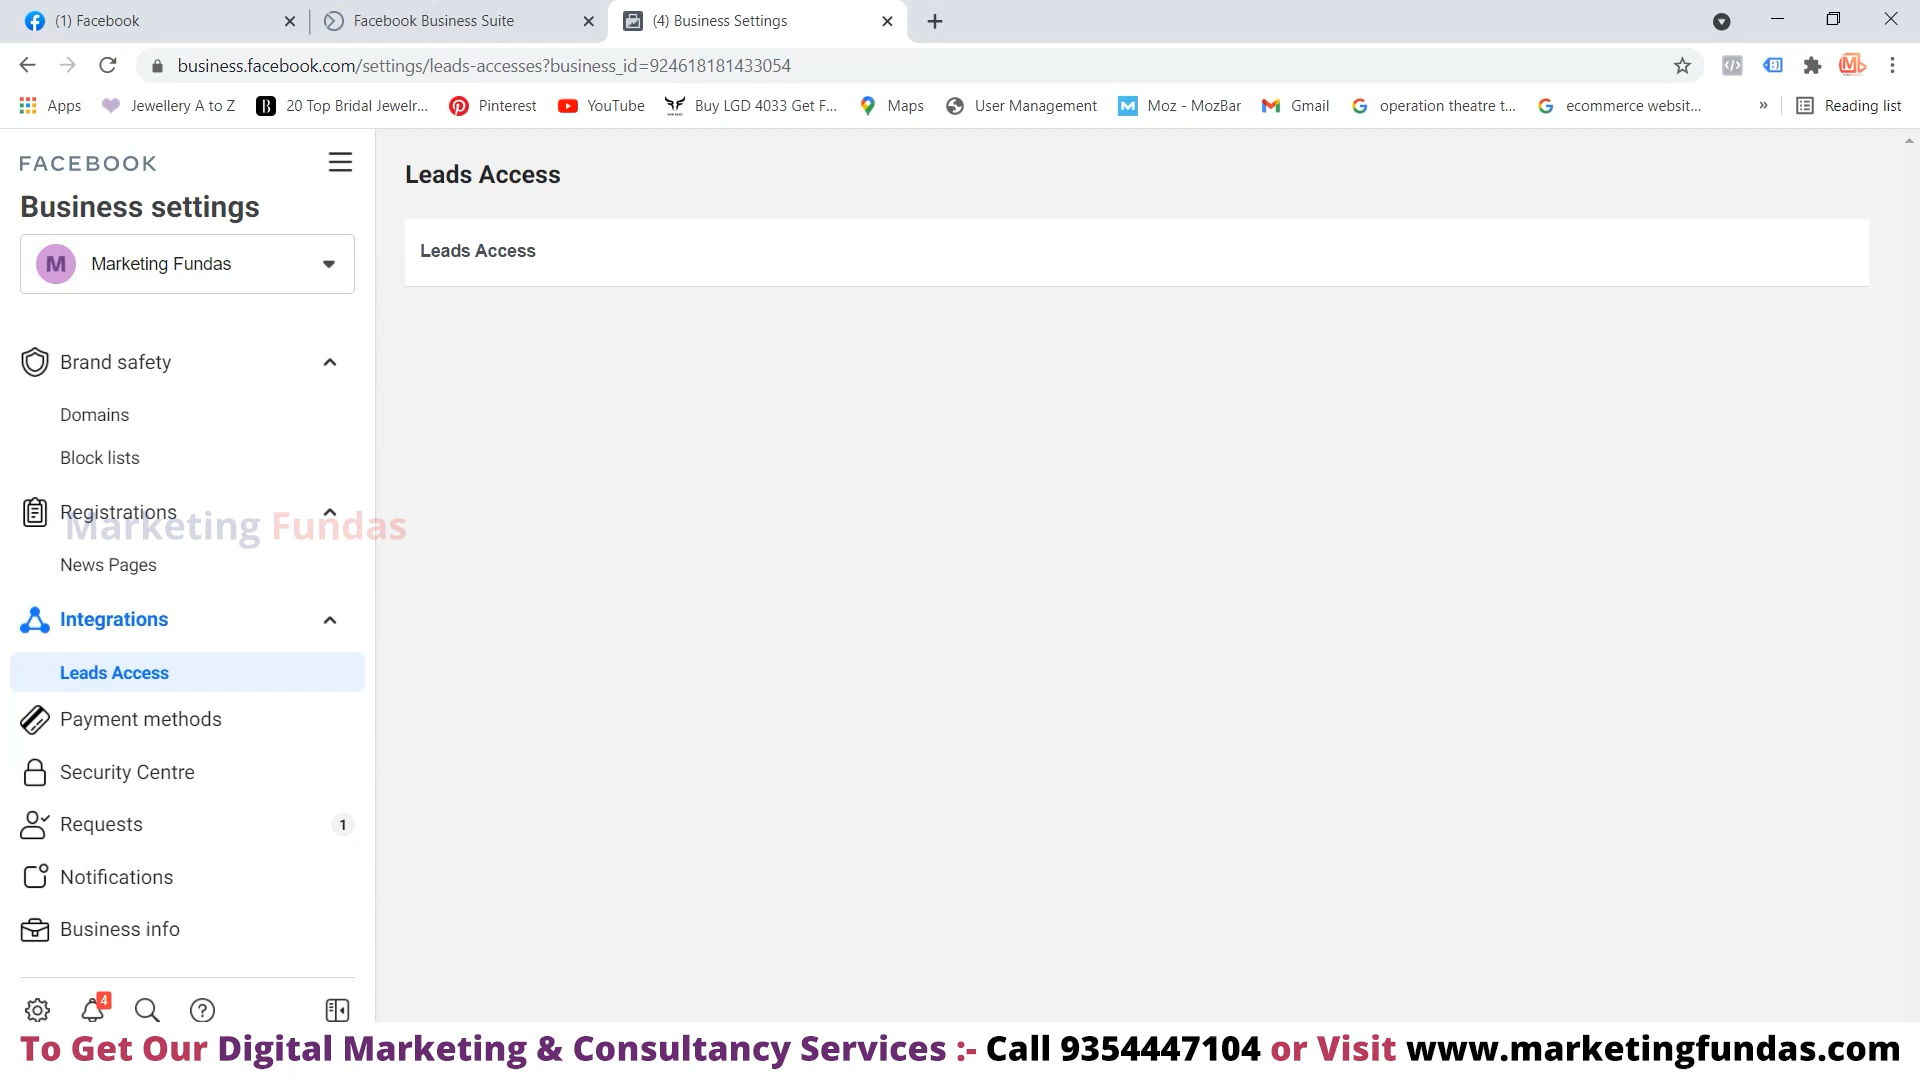 (1) Facebook
Facebook Business Suite
(4) Business Settings
business.facebook.com/settings/leads-accesses?business_id=924618181433054
Apps
Jewellery A to Z
20 Top Bridal Jewelr...
Pinterest
YouTube
Buy LGD 4033 Get F...
Maps
User Management
Moz - MozBar
Gmail
operation theatre t...
ecommerce websit...
»
Reading list
FACEBOOK
Business settings
M
Marketing Fundas
Brand safety
Domains
Block lists
Registrations
Marketing Fundas
News Pages
Integrations
Leads Access
Payment methods
Security Centre
Requests
1
Notifications
Business info
4
Leads Access
Leads Access
To Get Our Digital Marketing & Consultancy Services :- Call 9354447104 or Visit www.marketingfundas.com